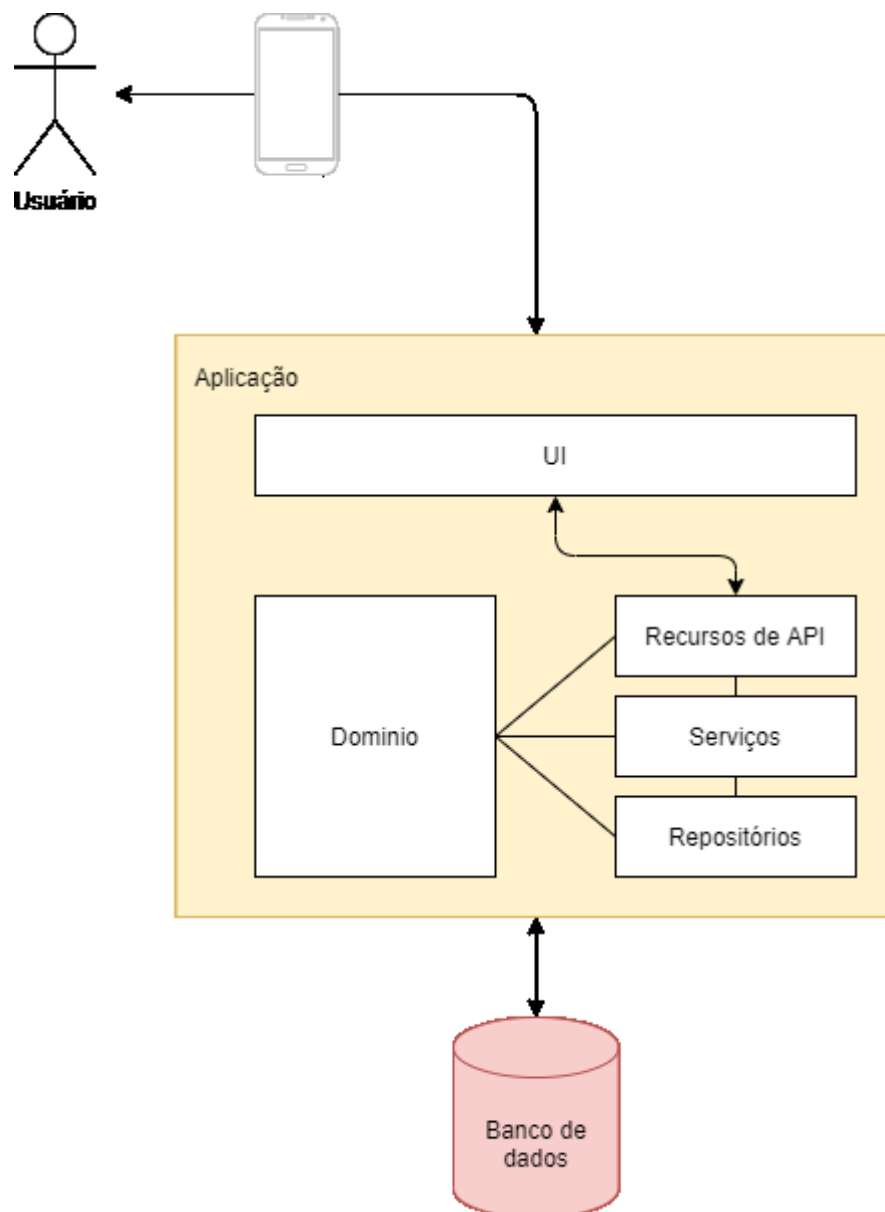 Usuário
Aplicação
UI
Recursos de API
Dominio
Serviços
Repositórios
Banco de
dados